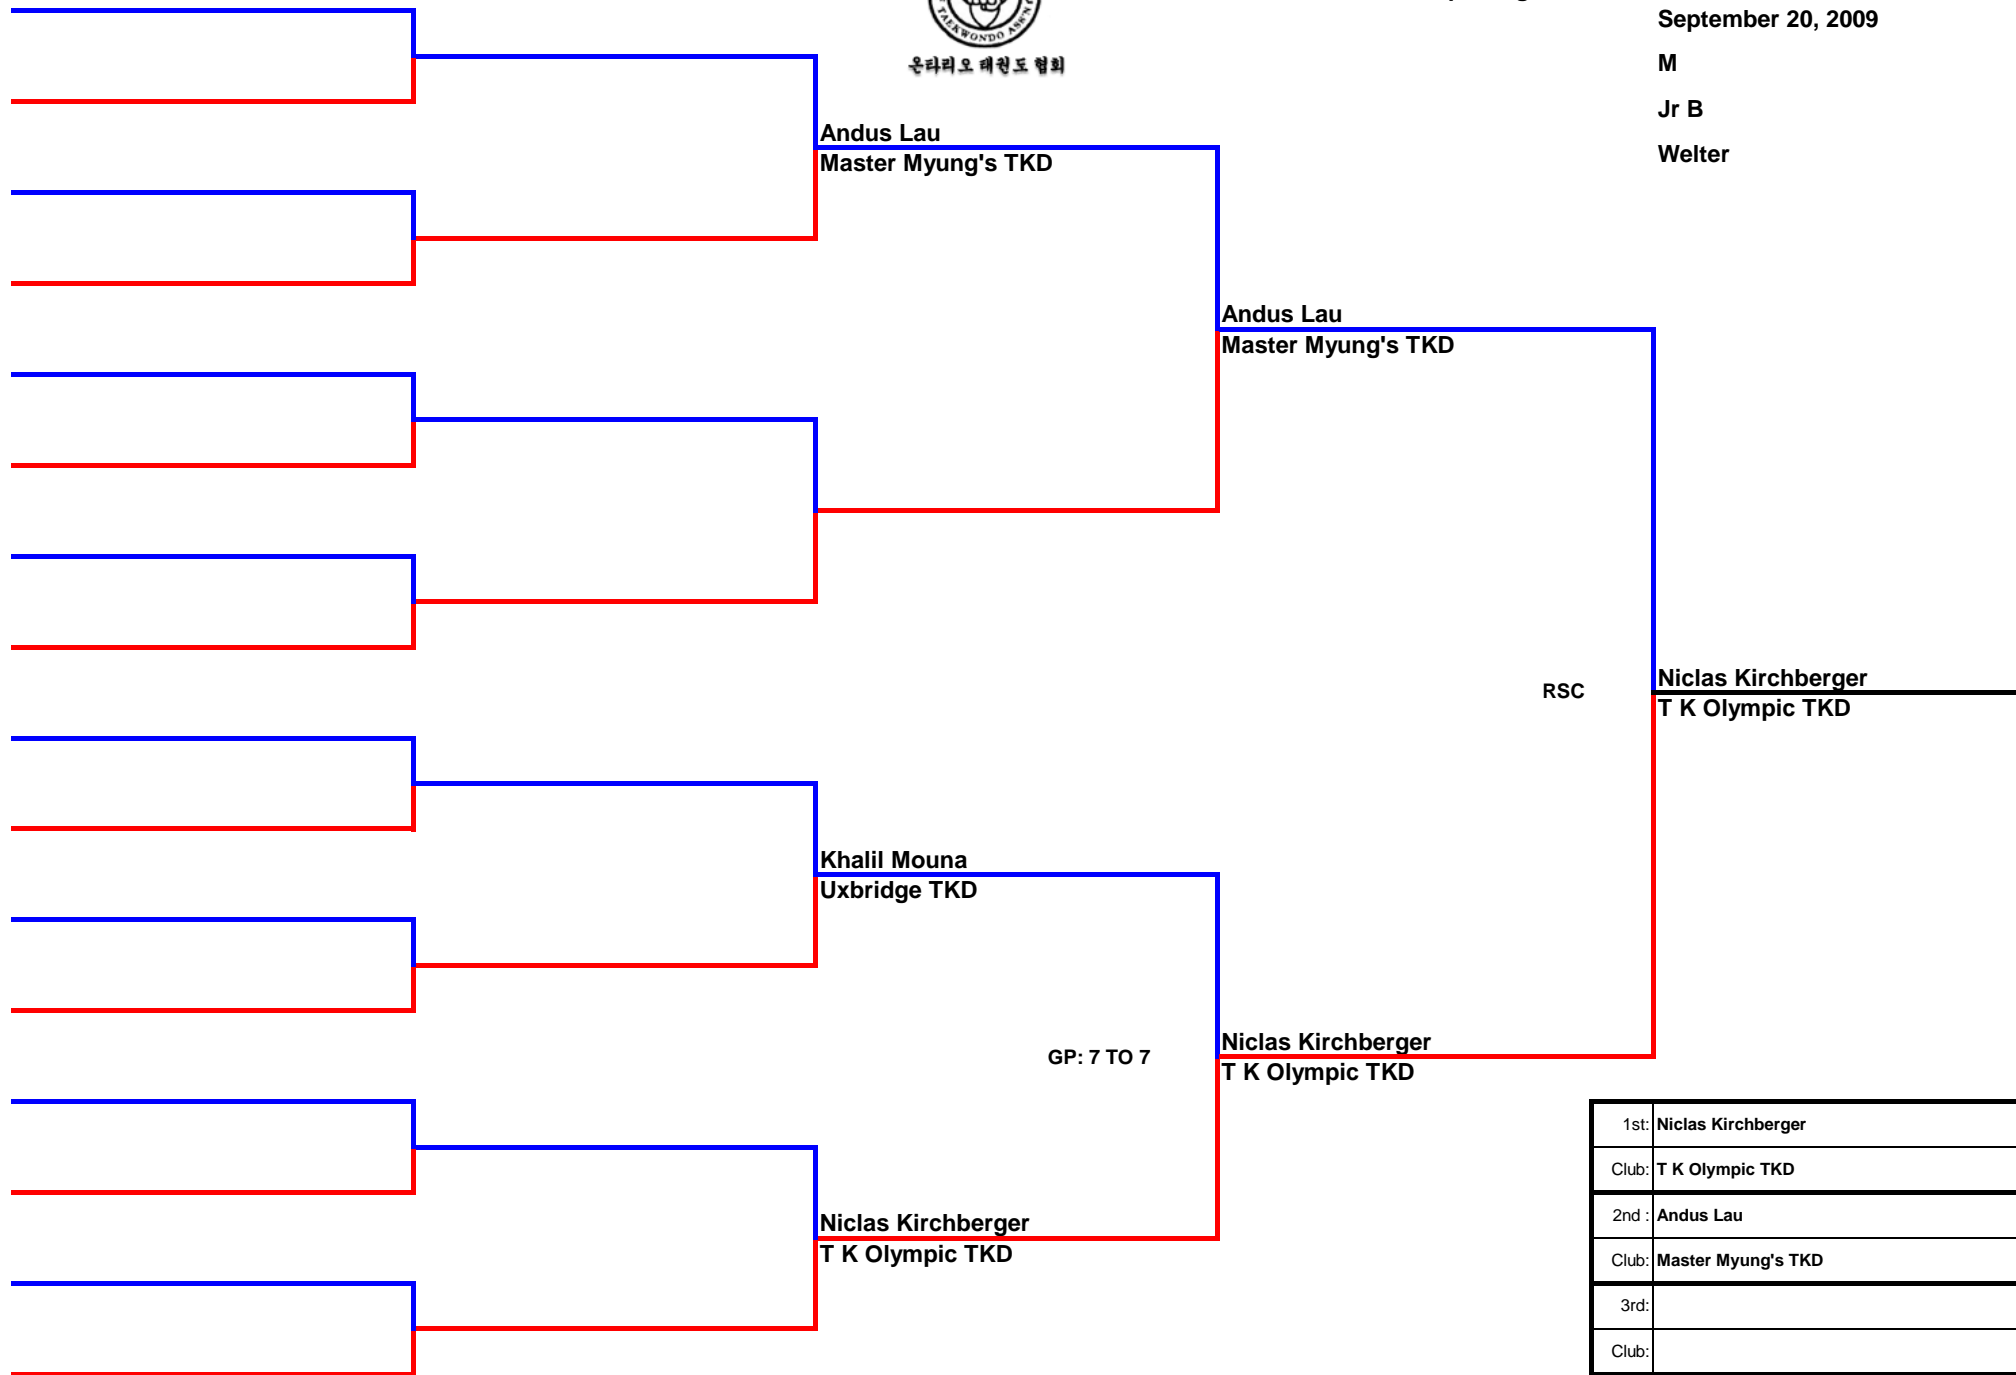 TAEKWONDO ASS'N
온타리오 태권도 협회
September 20, 2009
M
Jr B
Welter
Andus Lau
Master Myung's TKD
Andus Lau
Master Myung's TKD
RSC
Niclas Kirchberger
T K Olympic TKD
Khalil Mouna
Uxbridge TKD
GP: 7 TO 7
Niclas Kirchberger
T K Olympic TKD
Niclas Kirchberger
T K Olympic TKD
1st: Niclas Kirchberger
Club: T K Olympic TKD
2nd : Andus Lau
Club: Master Myung's TKD
3rd:
Club: